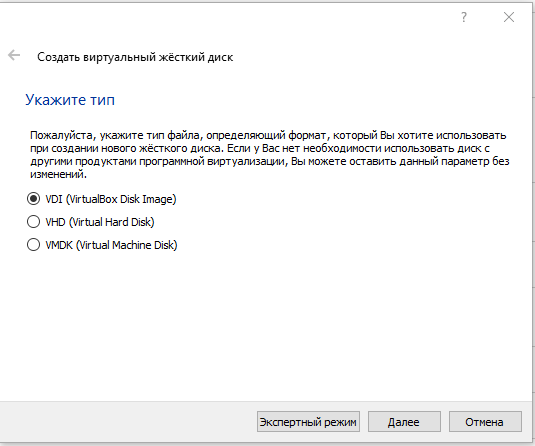 ?
Создать виртуальный жёсткий диск
Укажите тип
Пожалуйста, укажите тип файла, определяющий формат, который Вы хотите использовать
при создании нового жёсткого диска. Если у Вас нет необходимости использовать диск с
другими продуктами программной виртуализации, Вы можете оставить данный параметр без
изменений.
VDI (VirtualBox Disk Image)
VHD (Virtual Hard Disk)
VMDK (Virtual Machine Disk)
Экспертный режим Далее Отмена